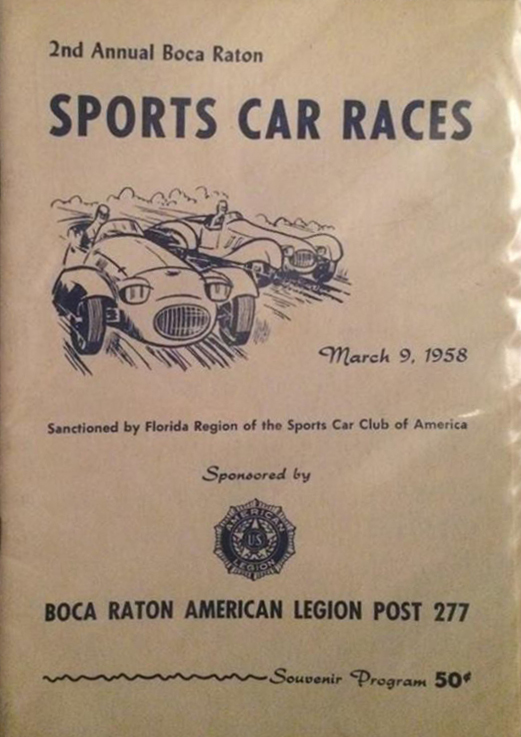 2nd Annual Boca Raton
SPORTS CAR RACES
March 9, 1958
Sanctioned by Florida Region of the Sports Car Club of America
Sponsored by
AMERICAN
US
LEGION
BOCA RATON AMERICAN LEGION POST 277
Souvenir Program 50¢